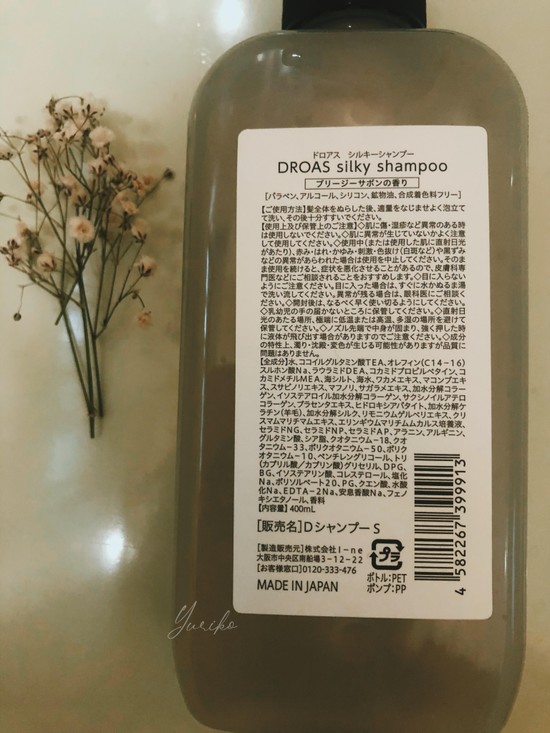 ドロアス シルキーシャンプー
DROAS silky shampoo
ブリージーサボンの香り
[パラベン、アルコール、シリコン、鉱物油、合成着色料フリー]
【ご使用方法】髪全体をぬらした後、適量をなじませよく泡立て
て洗い、その後十分すすいでください。
【使用上及び保管上のご注意】◇肌に傷・湿疹など異常のある時
は使用しないでください。◇肌に異常が生じていないかよく注意
して使用してください。◇使用中(または使用した肌に直射日光
があたり)、赤み・はれ・かゆみ・刺激・色抜け(白斑など)や黒ずみ
などの異常があらわれた場合は使用を中止してください。そのま
ま使用を続けると、症状を悪化させることがあるので、皮膚科専
門医などにご相談されることをおすすめします。◇目に入らない
ようにご注意ください。目に入った場合は、すぐに水かぬるま湯
で洗い流してください。異常が残る場合は、眼科医にご相談くだ
さい。◇開封後は、なるべく早く使い切るようにしてください。
◇乳幼児の手の届かないところに保管してください。◇直射日
光のあたる場所、極端に低温または高温、多湿の場所を避けて
保管してください。◇ノズル先端で中身が固まり、強く押した時
に液体が飛び出す場合がありますのでご注意ください。◇成分
の特性上、濁り・沈殿・変色が生じる可能性がありますが品質に
問題はありません。
【全成分】水、ココイルグルタミン酸TEA、オレフィン(C14-16)
スルホン酸Na、ラウラミドDEA、コカミドプロピルベタイン、コ
カミドメチルMEA、海シルト、海水、ワカメエキス、マコンブエキ
ス、スサビノリエキス、マフノリ、サガラメエキス、加水分解コラー
ゲン、イソステアロイル加水分解コラーゲン、サクシノイルアテロ
コラーゲン、プラセンタエキス、ヒドロキシアパタイト、加水分解ケ
ラチン(羊毛)、加水分解シルク、リモニウムゲルベリエキス、クリ
スマムマリチマムエキス、エリンギウムマリチムムカルス培養液、
セラミドNG、セラミドNP、セラミドAP、アラニン、アルギニン、
グルタミン酸、シア脂、クオタニウム-18、クオ
タニウム-33、ポリクオタニウム-50、ポリク
オタニウム-10、ペンチレングリコール、トリ
(カプリル酸/カプリン酸)グリセリル、DPG、
BG、イソステアリン酸、コレステロール、塩化
Na、ポリソルベート20、PG、クエン酸、水酸
化Na、EDTA-2Na、安息香酸Na、フェノ
キシエタノール、香料
【内容量】400mL
[販売名]DシャンプーS
[製造販売元]株式会社I-ne
大阪市中央区南船場3-12-22
[お客様窓口]0120-333-476
MADE IN JAPAN
プラ
ボトル:PET
ポンプ:PP
4 582267 399913
Yuriko